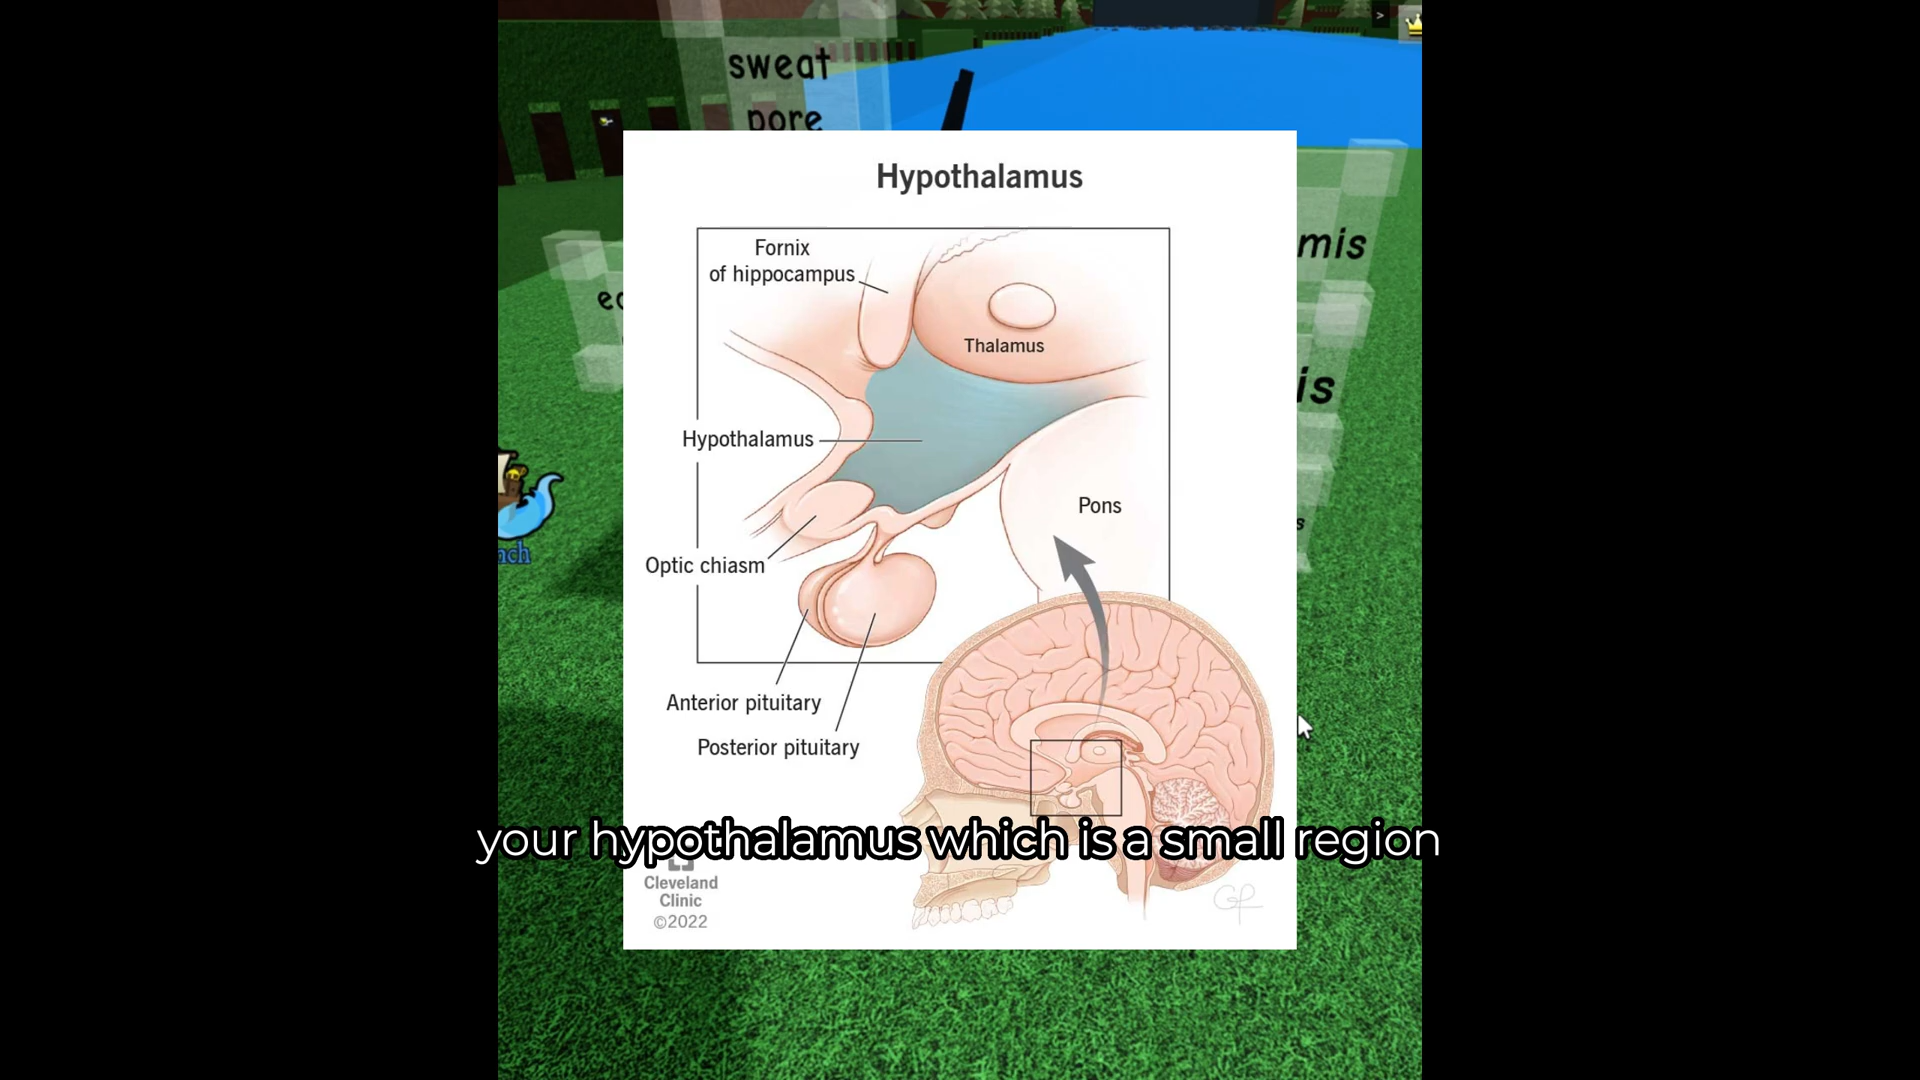 >
sweat
pore
Hypothalamus
Fornix
of hippocampus
Thalamus
Hypothalamus
Pons
Optic chiasm
Anterior pituitary
Posterior pituitary
your hypothalamus which is a small region
Cleveland
Clinic
©2022
mis
is